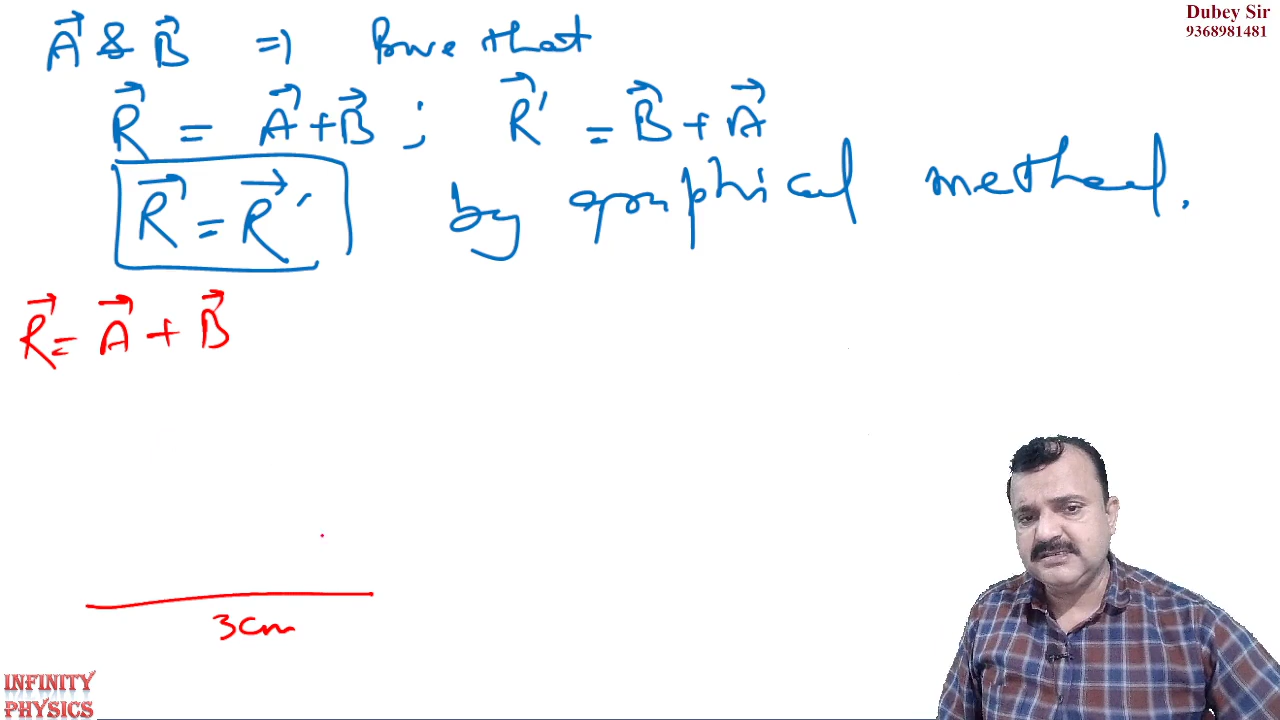 Dubey Sir
9368981481
A⃗ & B⃗ ⇒ Prove that
R⃗ = A⃗ + B⃗ ; R⃗' = B⃗ + A⃗
R⃗ = R⃗' by graphical method.
R⃗ = A⃗ + B⃗
3cm
INFINITY
PHYSICS